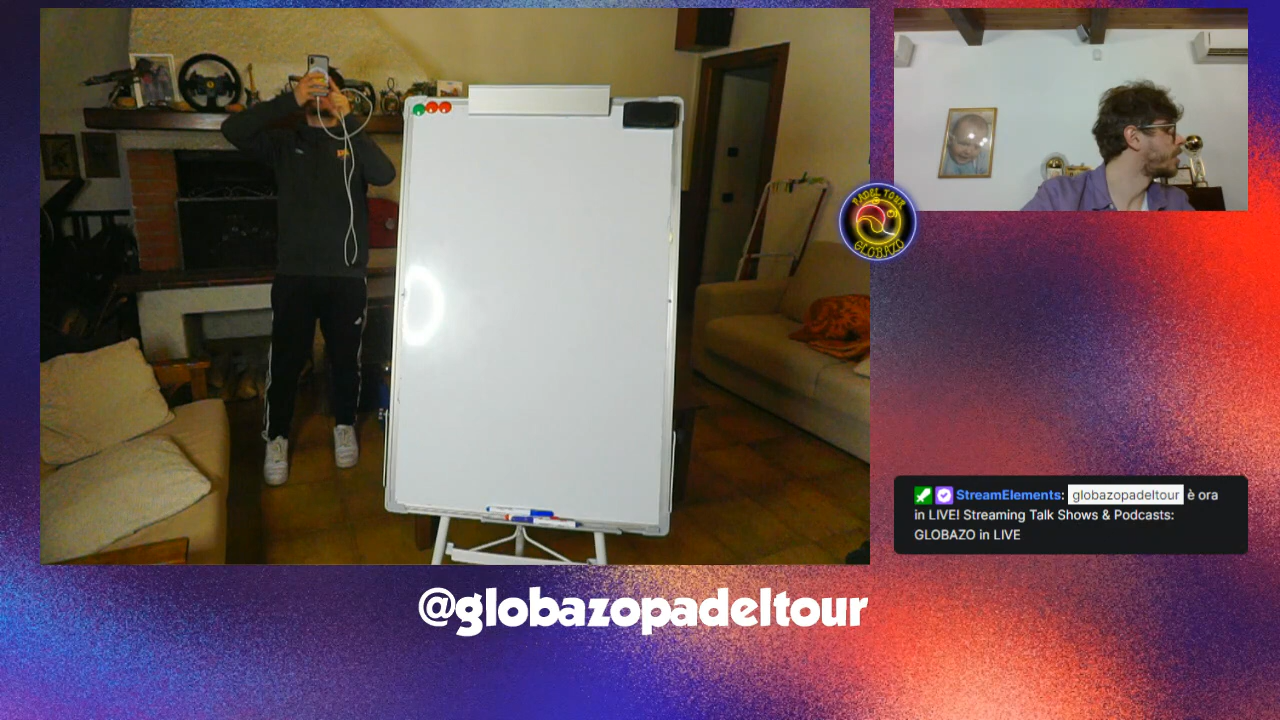 PADEL TOUR
GLOBAZO
StreamElements: globazopadeltour è ora
in LIVE! Streaming Talk Shows & Podcasts:
GLOBAZO in LIVE
@globazopadeltour